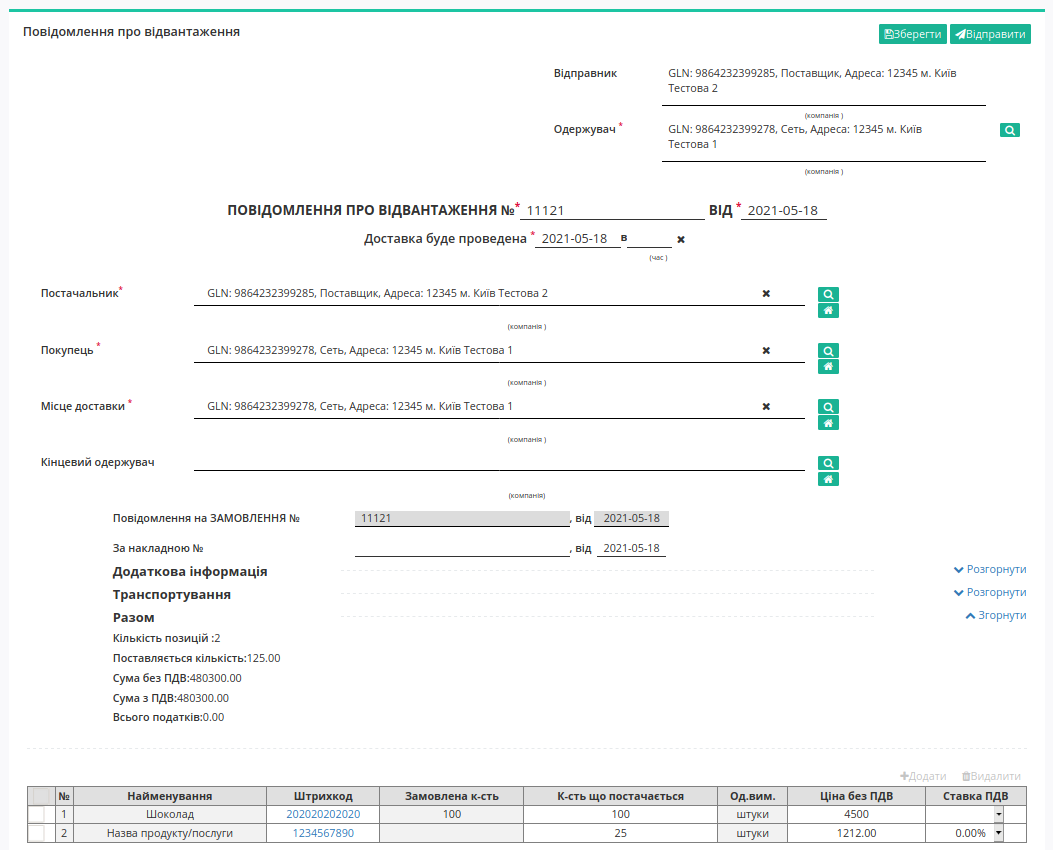 Повідомлення про відвантаження
Зберегти Відправити
Відправник GLN: 9864232399285, Поставщик, Адреса: 12345 м. Київ
Тестова 2
(компанія )
Одержувач * GLN: 9864232399278, Сеть, Адреса: 12345 м. Київ
Тестова 1
(компанія )
ПОВІДОМЛЕННЯ ПРО ВІДВАНТАЖЕННЯ №* 11121 ВІД * 2021-05-18
Доставка буде проведена * 2021-05-18 в
(час )
Постачальник* GLN: 9864232399285, Поставщик, Адреса: 12345 м. Київ Тестова 2
(компанія )
Покупець * GLN: 9864232399278, Сеть, Адреса: 12345 м. Київ Тестова 1
(компанія )
Місце доставки * GLN: 9864232399278, Сеть, Адреса: 12345 м. Київ Тестова 1
(компанія )
Кінцевий одержувач
(компанія)
Повідомлення на ЗАМОВЛЕННЯ № 11121 , від 2021-05-18
За накладною № , від 2021-05-18
Додаткова інформація Розгорнути
Транспортування Розгорнути
Разом Згорнути
Кількість позицій :2
Поставляється кількість:125.00
Сума без ПДВ:480300.00
Сума з ПДВ:480300.00
Всього податків:0.00
Додати Видалити
№ Найменування Штрихкод Замовлена к-сть К-сть що постачається Од.вим. Ціна без ПДВ Ставка ПДВ
1 Шоколад 202020202020 100 100 штуки 4500
2 Назва продукту/послуги 1234567890 25 штуки 1212.00 0.00%